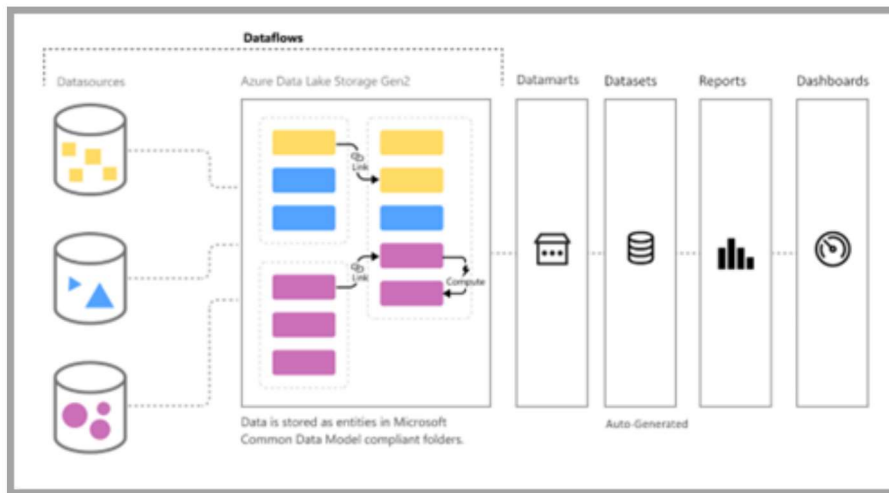 Dataflows
Datasources
Azure Data Lake Storage Gen2
Datamarts
Datasets
Reports
Dashboards
Link
Link
Compute
Data is stored as entities in Microsoft
Common Data Model compliant folders.
Auto-Generated